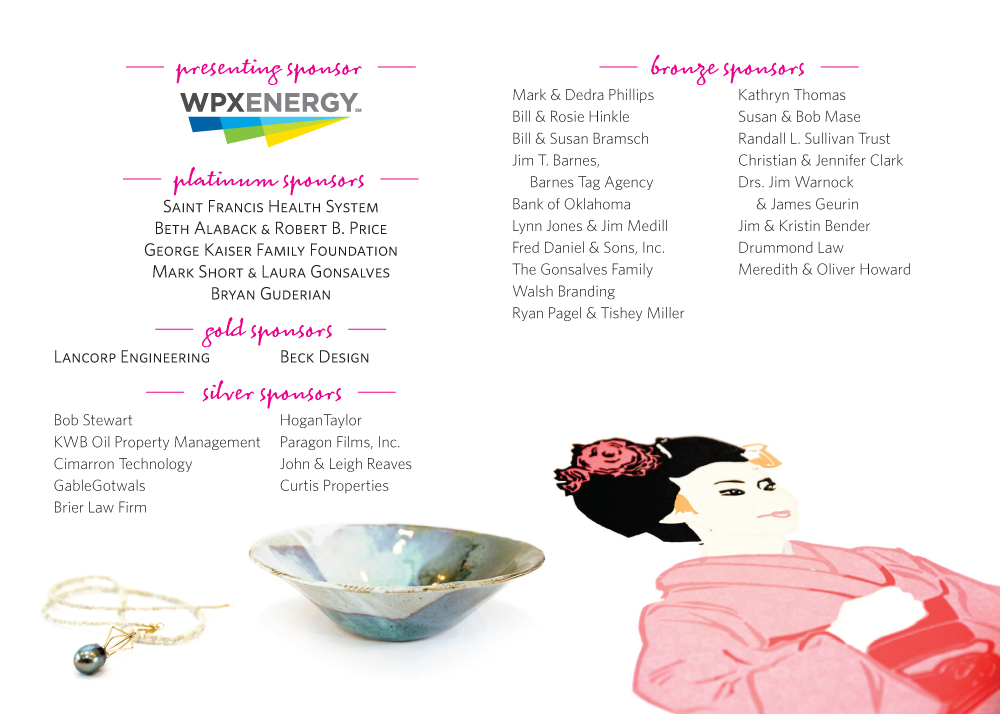 presenting sponsor
WPXENERGY℠
platinum sponsors
Saint Francis Health System
Beth Alaback & Robert B. Price
George Kaiser Family Foundation
Mark Short & Laura Gonsalves
Bryan Guderian
gold sponsors
Lancorp Engineering
Beck Design
silver sponsors
Bob Stewart
KWB Oil Property Management
Cimarron Technology
GableGotwals
Brier Law Firm
HoganTaylor
Paragon Films, Inc.
John & Leigh Reaves
Curtis Properties
bronze sponsors
Mark & Dedra Phillips
Bill & Rosie Hinkle
Bill & Susan Bramsch
Jim T. Barnes,
Barnes Tag Agency
Bank of Oklahoma
Lynn Jones & Jim Medill
Fred Daniel & Sons, Inc.
The Gonsalves Family
Walsh Branding
Ryan Pagel & Tishey Miller
Kathryn Thomas
Susan & Bob Mase
Randall L. Sullivan Trust
Christian & Jennifer Clark
Drs. Jim Warnock
& James Geurin
Jim & Kristin Bender
Drummond Law
Meredith & Oliver Howard